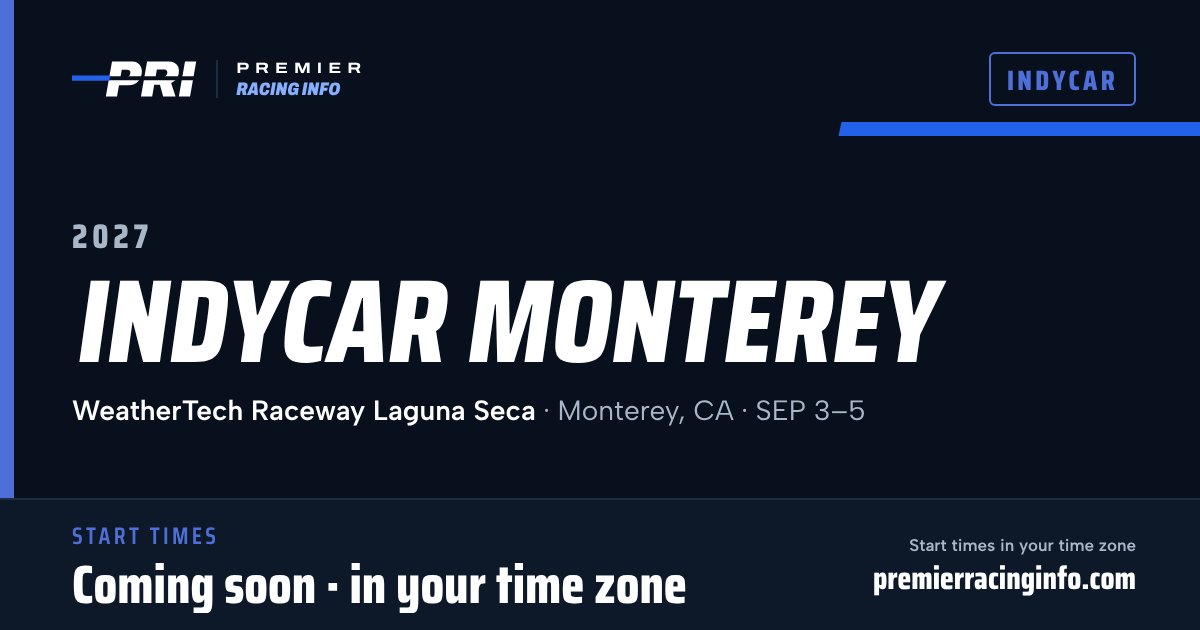 PRI
PREMIER
RACING INFO
INDYCAR
2027
INDYCAR MONTEREY
WeatherTech Raceway Laguna Seca · Monterey, CA · SEP 3–5
START TIMES
Coming soon · in your time zone
Start times in your time zone
premierracinginfo.com